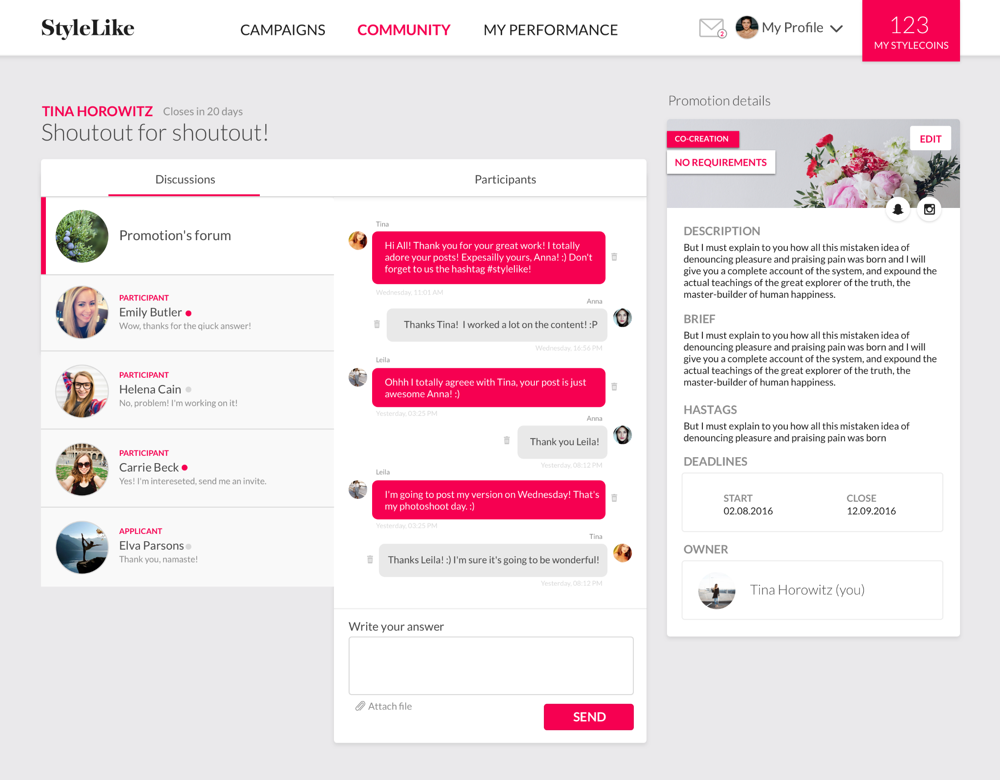 StyleLike
CAMPAIGNS
COMMUNITY
MY PERFORMANCE
2
My Profile
123
MY STYLECOINS
TINA HOROWITZ
Closes in 20 days
Shoutout for shoutout!
Discussions
Participants
Promotion's forum
PARTICIPANT
Emily Butler
Wow, thanks for the qiuck answer!
PARTICIPANT
Helena Cain
No, problem! I'm working on it!
PARTICIPANT
Carrie Beck
Yes! I'm intereseted, send me an invite.
APPLICANT
Elva Parsons
Thank you, namaste!
Tina
Hi All! Thank you for your great work! I totally
adore your posts! Expesailly yours, Anna! :) Don't
forget to us the hashtag #stylelike!
Wednesday, 11:01 AM
Anna
Thanks Tina!  I worked a lot on the content! :P
Wednesday, 16:56 PM
Leila
Ohhh I totally agreee with Tina, your post is just
awesome Anna! :)
Yesterday, 03:25 PM
Anna
Thank you Leila!
Yesterday, 08:12 PM
Leila
I'm going to post my version on Wednesday! That's
my photoshoot day. :)
Yesterday, 03:25 PM
Tina
Thanks Leila! :) I'm sure it's going to be wonderful!
Yesterday, 08:12 PM
Write your answer
Attach file
SEND
Promotion details
CO-CREATION
EDIT
NO REQUIREMENTS
DESCRIPTION
But I must explain to you how all this mistaken idea of
denouncing pleasure and praising pain was born and I will
give you a complete account of the system, and expound the
actual teachings of the great explorer of the truth, the
master-builder of human happiness.
BRIEF
But I must explain to you how all this mistaken idea of
denouncing pleasure and praising pain was born and I will
give you a complete account of the system, and expound the
actual teachings of the great explorer of the truth, the
master-builder of human happiness.
HASTAGS
But I must explain to you how all this mistaken idea of
denouncing pleasure and praising pain was born
DEADLINES
START
02.08.2016
CLOSE
12.09.2016
OWNER
Tina Horowitz (you)